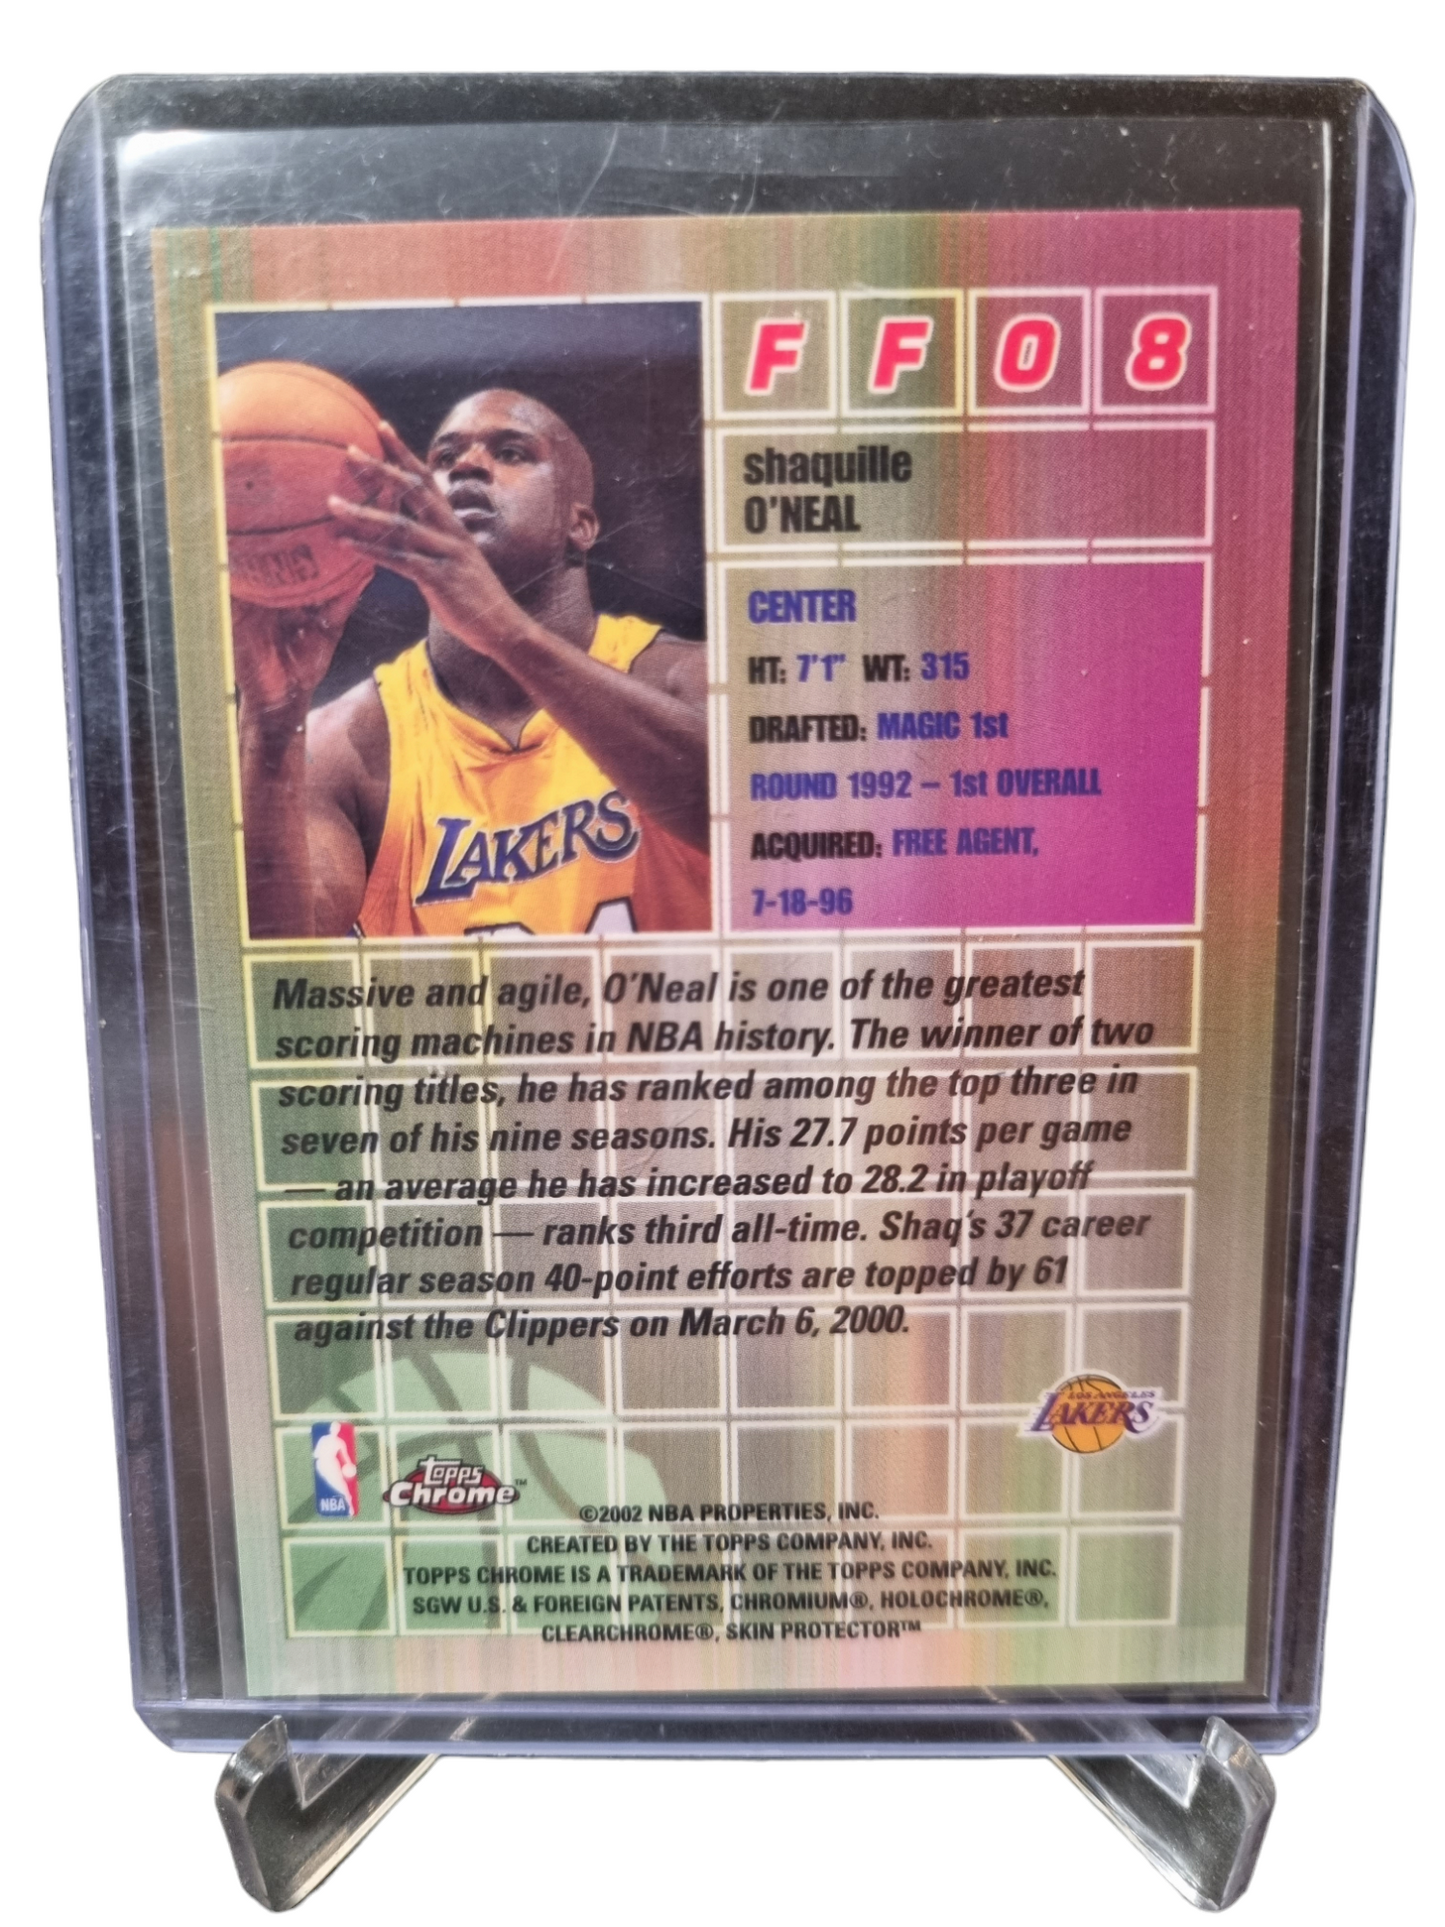 FF08
shaquille
O'NEAL
CENTER
HT: 7'1" WT: 315
DRAFTED: MAGIC 1st
ROUND 1992 – 1st OVERALL
ACQUIRED: FREE AGENT,
7-18-96
LAKERS
Massive and agile, O'Neal is one of the greatest
scoring machines in NBA history. The winner of two
scoring titles, he has ranked among the top three in
seven of his nine seasons. His 27.7 points per game
— an average he has increased to 28.2 in playoff
competition — ranks third all-time. Shaq's 37 career
regular season 40-point efforts are topped by 61
against the Clippers on March 6, 2000.
LOS ANGELES
LAKERS
NBA
Topps
Chrome™
©2002 NBA PROPERTIES, INC.
CREATED BY THE TOPPS COMPANY, INC.
TOPPS CHROME IS A TRADEMARK OF THE TOPPS COMPANY, INC.
SGW U.S. & FOREIGN PATENTS, CHROMIUM®, HOLOCHROME®,
CLEARCHROME®, SKIN PROTECTOR™